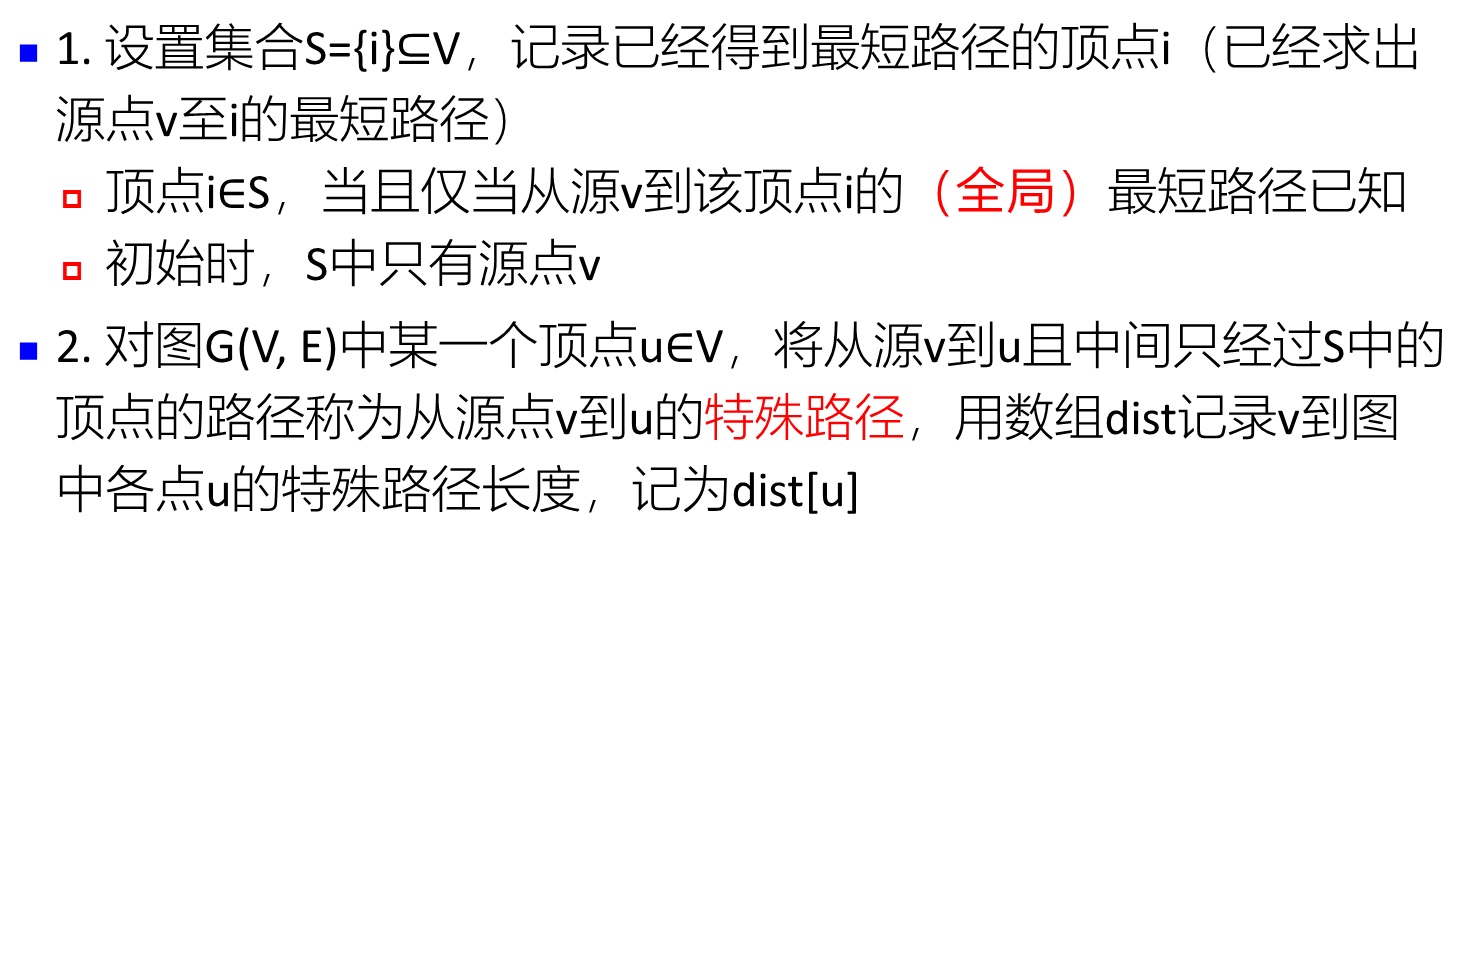 1. 设置集合S={i}⊆V，记录已经得到最短路径的顶点i（已经求出
源点v至i的最短路径）
顶点i∈S，当且仅当从源v到该顶点i的（全局）最短路径已知
初始时，S中只有源点v
2. 对图G(V, E)中某一个顶点u∈V，将从源v到u且中间只经过S中的
顶点的路径称为从源点v到u的特殊路径，用数组dist记录v到图
中各点u的特殊路径长度，记为dist[u]